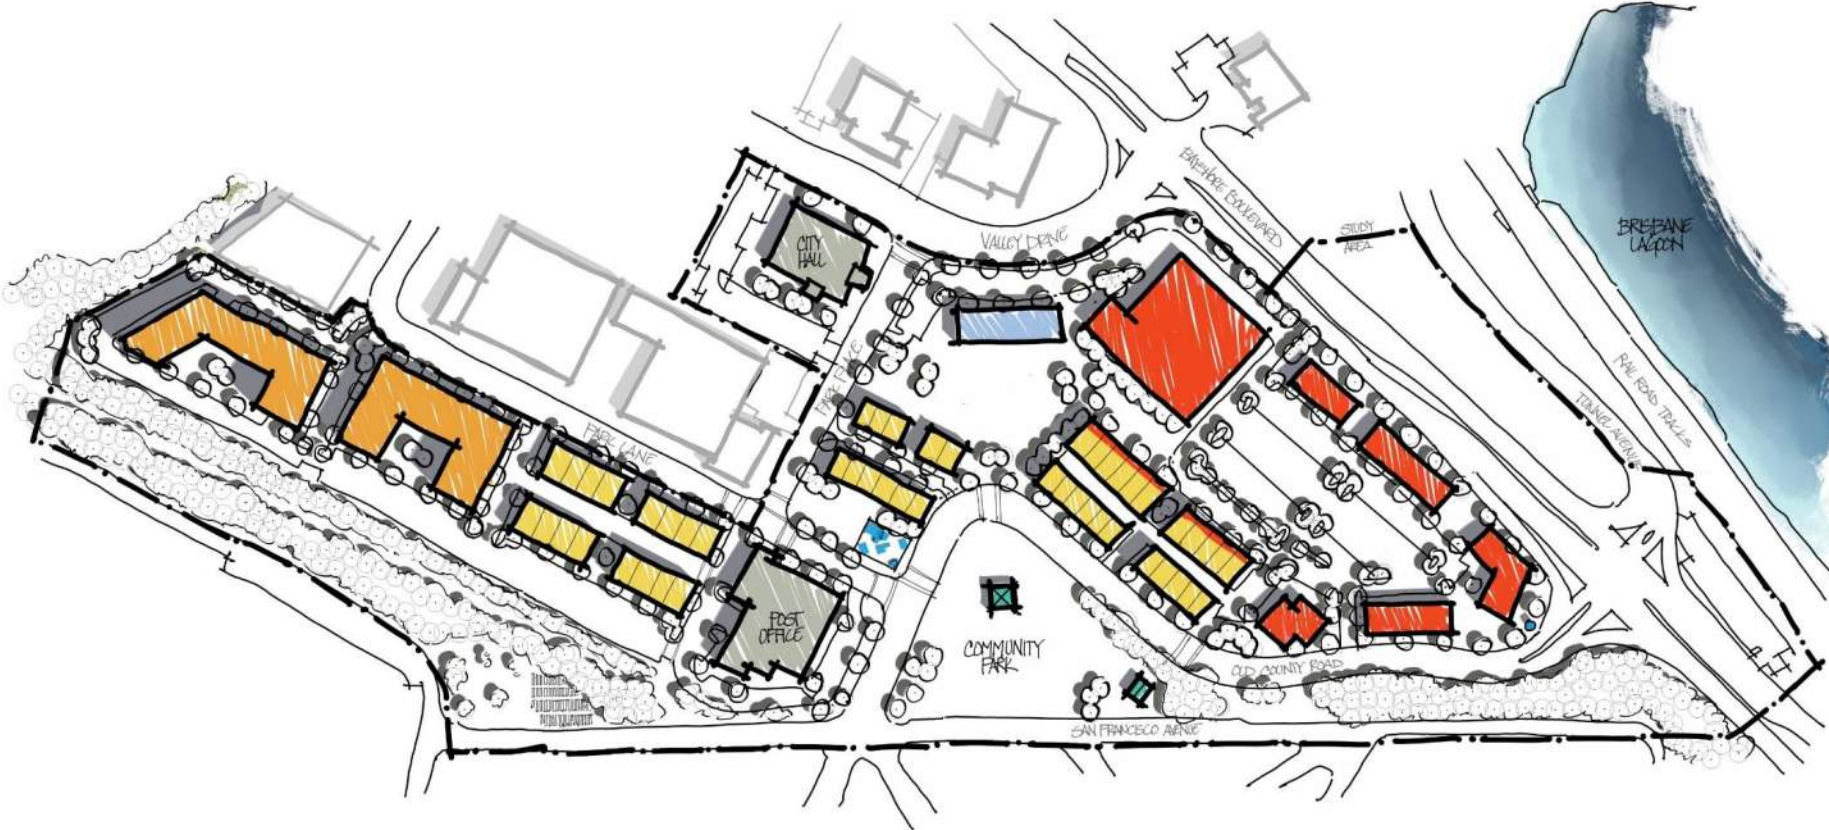 BAYSHORE BOULEVARD
CITY
HALL
VALLEY DRIVE
STUDY
AREA
BRISBANE
LAGOON
PARK LANE
PARK LANE
RAIL ROAD TRACKS
TUNNEL AVENUE
POST
OFFICE
COMMUNITY
PARK
OLD COUNTY ROAD
SAN FRANCISCO AVENUE